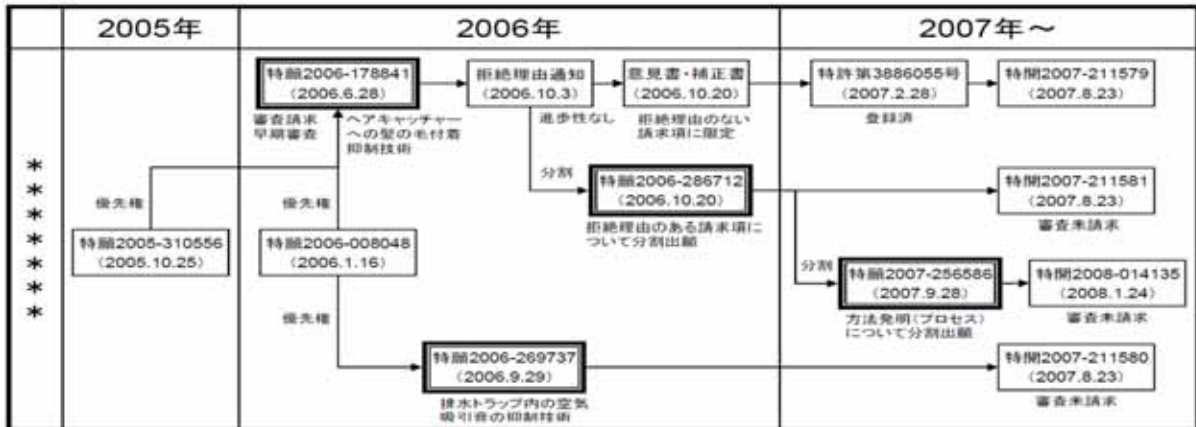 2005年
2006年
2007年～
特願2006-178841
(2006.6.28)
拒絶理由通知
(2006.10.3)
意見書・補正書
(2006.10.20)
特許第3886055号
(2007.2.28)
特開2007-211579
(2007.8.23)
審査請求
早期審査
ヘアキャッチャー
への髪の毛付着
抑制技術
進歩性なし
拒絶理由のない
請求項に限定
登録済
＊
＊
＊
＊
＊
＊
＊
優先権
優先権
分割
特願2006-286712
(2006.10.20)
特開2007-211581
(2007.8.23)
拒絶理由のある請求項に
ついて分割出願
審査未請求
特願2005-310556
(2005.10.25)
特願2006-008048
(2006.1.16)
分割
特願2007-256586
(2007.9.28)
特開2008-014135
(2008.1.24)
方法発明(プロセス)
について分割出願
審査未請求
優先権
特願2006-269737
(2006.9.29)
特開2007-211580
(2007.8.23)
排水トラップ内の空気
吸引音の抑制技術
審査未請求